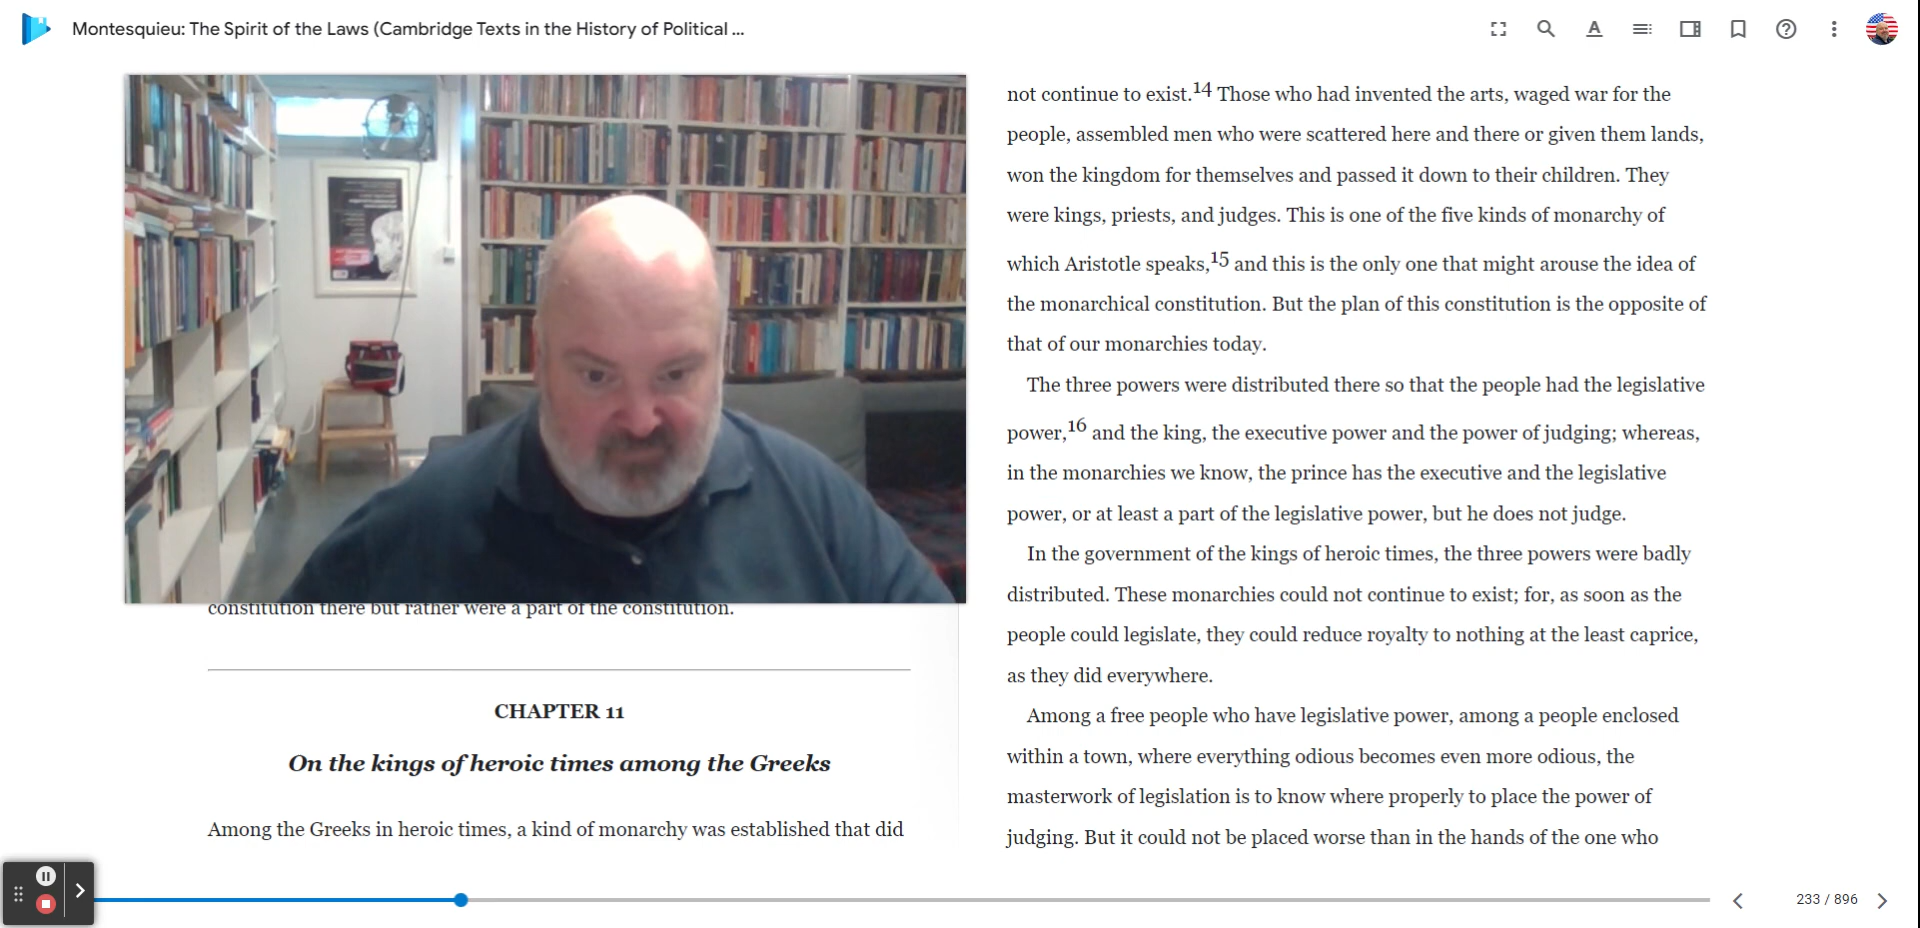 Montesquieu: The Spirit of the Laws (Cambridge Texts in the History of Political ...
constitution there but rather were a part of the constitution.
CHAPTER 11
On the kings of heroic times among the Greeks
Among the Greeks in heroic times, a kind of monarchy was established that did
not continue to exist.14 Those who had invented the arts, waged war for the
people, assembled men who were scattered here and there or given them lands,
won the kingdom for themselves and passed it down to their children. They
were kings, priests, and judges. This is one of the five kinds of monarchy of
which Aristotle speaks,15 and this is the only one that might arouse the idea of
the monarchical constitution. But the plan of this constitution is the opposite of
that of our monarchies today.
The three powers were distributed there so that the people had the legislative
power,16 and the king, the executive power and the power of judging; whereas,
in the monarchies we know, the prince has the executive and the legislative
power, or at least a part of the legislative power, but he does not judge.
In the government of the kings of heroic times, the three powers were badly
distributed. These monarchies could not continue to exist; for, as soon as the
people could legislate, they could reduce royalty to nothing at the least caprice,
as they did everywhere.
Among a free people who have legislative power, among a people enclosed
within a town, where everything odious becomes even more odious, the
masterwork of legislation is to know where properly to place the power of
judging. But it could not be placed worse than in the hands of the one who
233 / 896